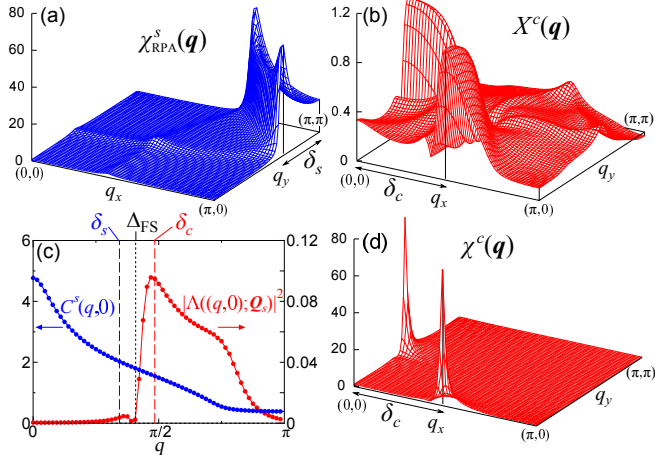 (a)
χ^s_RPA(q)
80
60
40
20
0
(0,0)
q_x
(π,0)
q_y
δ_s
(π,π)
(b)
X^c(q)
1.2
0.8
0.4
0
(0,0)
δ_c
q_x
(π,0)
q_y
(π,π)
(c)
δ_s
Δ_FS
δ_c
6
4
2
0
0.12
0.08
0.04
0
C^s(q,0)
|Λ((q,0);Q_s)|^2
0
π/2
π
q
(d)
χ^c(q)
80
60
40
20
0
(0,0)
δ_c
q_x
(π,0)
q_y
(π,π)